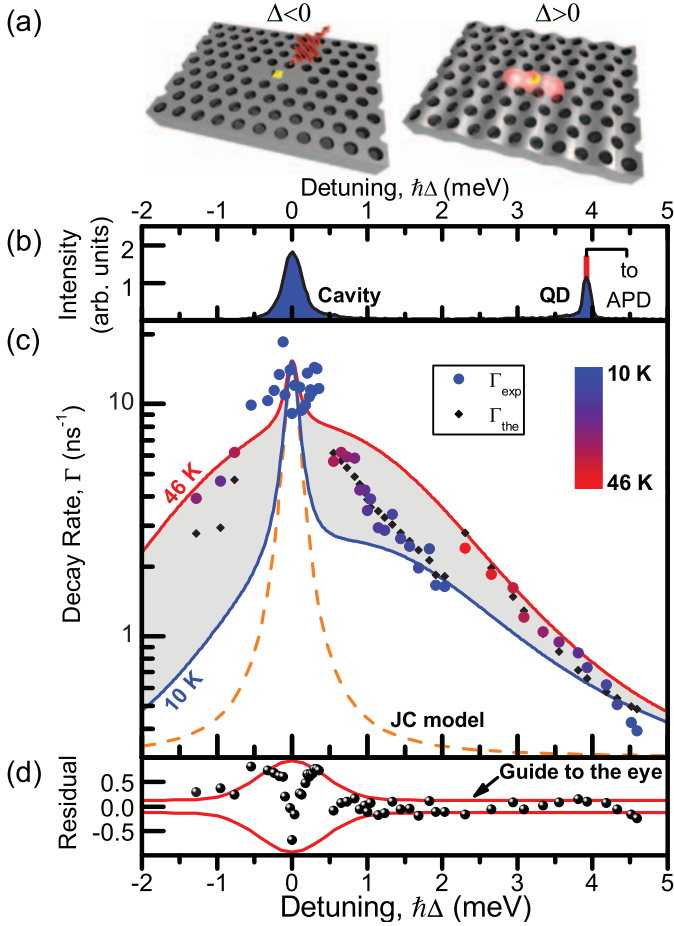 (a)
Δ<0
Δ>0
Detuning, ℏΔ (meV)
-2 -1 0 1 2 3 4 5
(b)
Intensity
(arb. units)
2
1
Cavity
QD
to
APD
(c)
Decay Rate, Γ (ns⁻¹)
10
1
46 K
10 K
Γexp
Γthe
10 K
46 K
JC model
(d)
Residual
0.5
0.0
-0.5
Guide to the eye
-2 -1 0 1 2 3 4 5
Detuning, ℏΔ (meV)